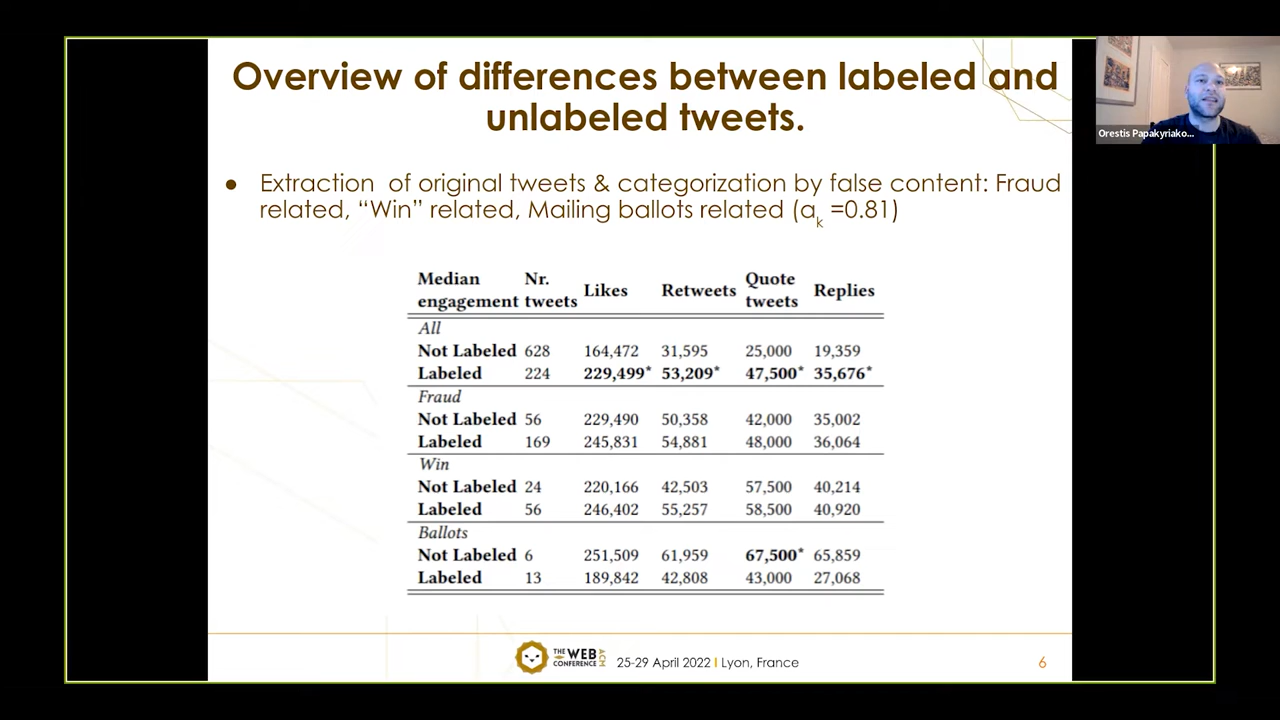 Overview of differences between labeled and
unlabeled tweets.
Orestis Papakyriako...
● Extraction of original tweets & categorization by false content: Fraud
related, “Win” related, Mailing ballots related (ak =0.81)
Median engagement Nr. tweets Likes Retweets Quote tweets Replies
All
Not Labeled 628 164,472 31,595 25,000 19,359
Labeled 224 229,499* 53,209* 47,500* 35,676*
Fraud
Not Labeled 56 229,490 50,358 42,000 35,002
Labeled 169 245,831 54,881 48,000 36,064
Win
Not Labeled 24 220,166 42,503 57,500 40,214
Labeled 56 246,402 55,257 58,500 40,920
Ballots
Not Labeled 6 251,509 61,959 67,500* 65,859
Labeled 13 189,842 42,808 43,000 27,068
THE WEB CONFERENCE ACM
25-29 April 2022 I Lyon, France
6